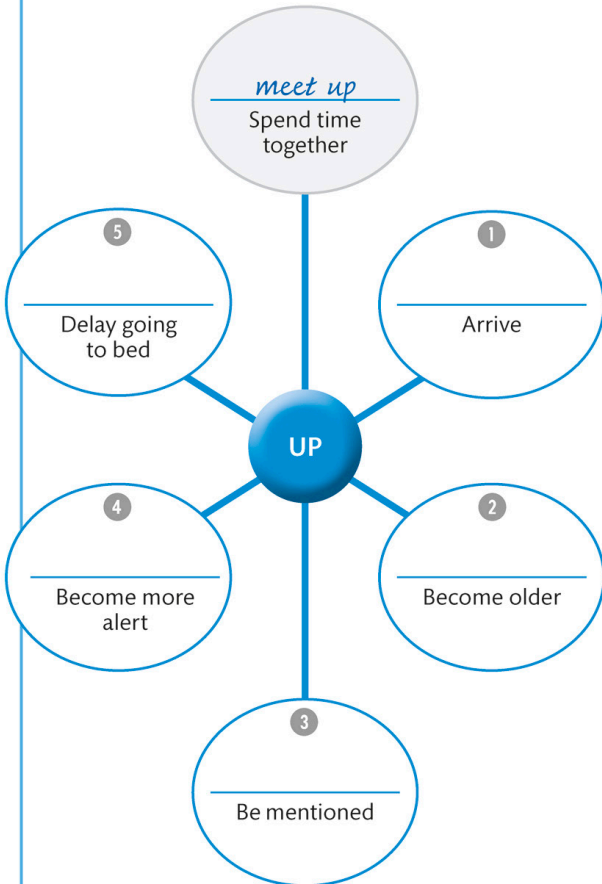 meet up
Spend time
together
5
Delay going
to bed
1
Arrive
UP
4
Become more
alert
2
Become older
3
Be mentioned